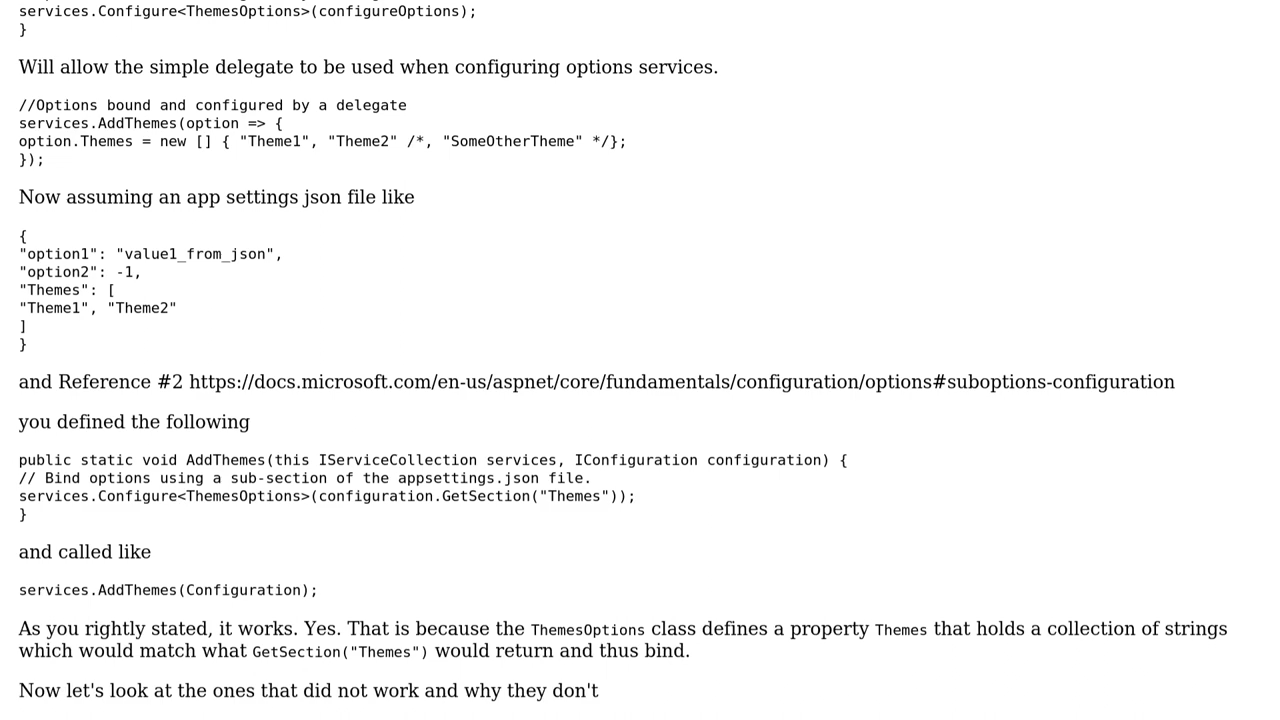 services.Configure<ThemesOptions>(configureOptions);
}
Will allow the simple delegate to be used when configuring options services.
//Options bound and configured by a delegate
services.AddThemes(option => {
option.Themes = new [] { "Theme1", "Theme2" /*, "SomeOtherTheme" */};
});
Now assuming an app settings json file like
{
"option1": "value1_from_json",
"option2": -1,
"Themes": [
"Theme1", "Theme2"
]
}
and Reference #2 https://docs.microsoft.com/en-us/aspnet/core/fundamentals/configuration/options#suboptions-configuration
you defined the following
public static void AddThemes(this IServiceCollection services, IConfiguration configuration) {
// Bind options using a sub-section of the appsettings.json file.
services.Configure<ThemesOptions>(configuration.GetSection("Themes"));
}
and called like
services.AddThemes(Configuration);
As you rightly stated, it works. Yes. That is because the ThemesOptions class defines a property Themes that holds a collection of strings
which would match what GetSection("Themes") would return and thus bind.
Now let's look at the ones that did not work and why they don't